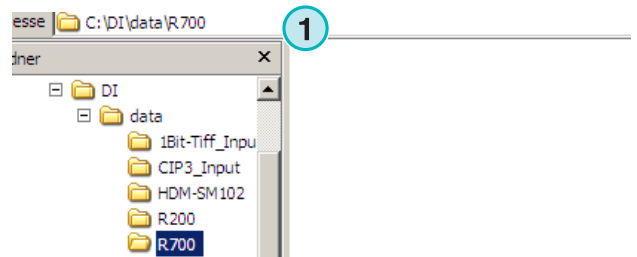 esse C:\DI\data\R700
1
dner
DI
data
1Bit-Tiff_Inpu
CIP3_Input
HDM-SM102
R200
R700